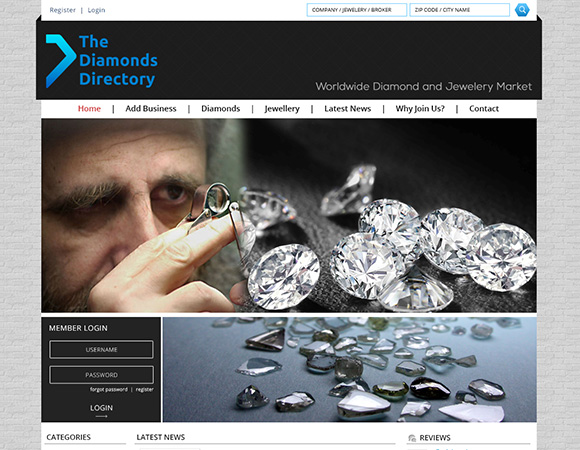 Register | Login
COMPANY / JEWELERY / BROKER
ZIP CODE / CITY NAME
The
Diamonds
Directory
Worldwide Diamond and Jewelery Market
Home | Add Business | Diamonds | Jewellery | Latest News | Why Join Us? | Contact
MEMBER LOGIN
USERNAME
PASSWORD
forgot password | register
LOGIN
CATEGORIES
LATEST NEWS
REVIEWS